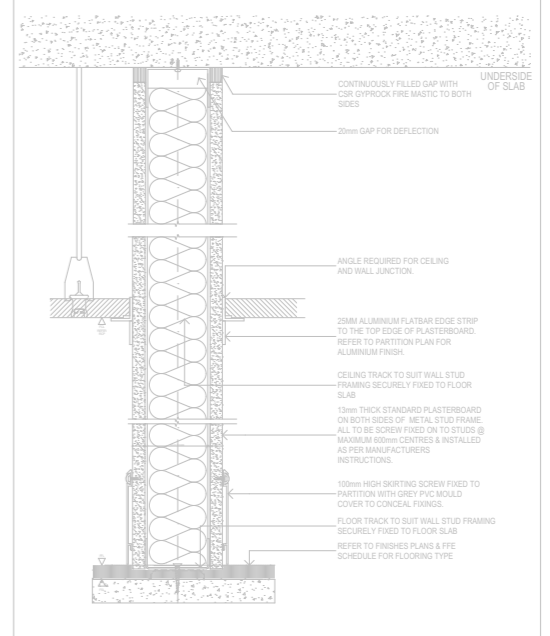 UNDERSIDE
OF SLAB
CONTINUOUSLY FILLED GAP WITH
CSR GYPROCK FIRE MASTIC TO BOTH
SIDES
20mm GAP FOR DEFLECTION
ANGLE REQUIRED FOR CEILING
AND WALL JUNCTION.
25MM ALUMINIUM FLATBAR EDGE STRIP
TO THE TOP EDGE OF PLASTERBOARD.
REFER TO PARTITION PLAN FOR
ALUMINIUM FINISH.
CEILING TRACK TO SUIT WALL STUD
FRAMING SECURELY FIXED TO FLOOR
SLAB
13mm THICK STANDARD PLASTERBOARD
ON BOTH SIDES OF METAL STUD FRAME.
ALL TO BE SCREW FIXED ON TO STUDS @
MAXIMUM 600mm CENTRES & INSTALLED
AS PER MANUFACTURERS
INSTRUCTIONS.
100mm HIGH SKIRTING SCREW FIXED TO
PARTITION WITH GREY PVC MOULD
COVER TO CONCEAL FIXINGS.
FLOOR TRACK TO SUIT WALL STUD FRAMING
SECURELY FIXED TO FLOOR SLAB
REFER TO FINISHES PLANS & FFE
SCHEDULE FOR FLOORING TYPE